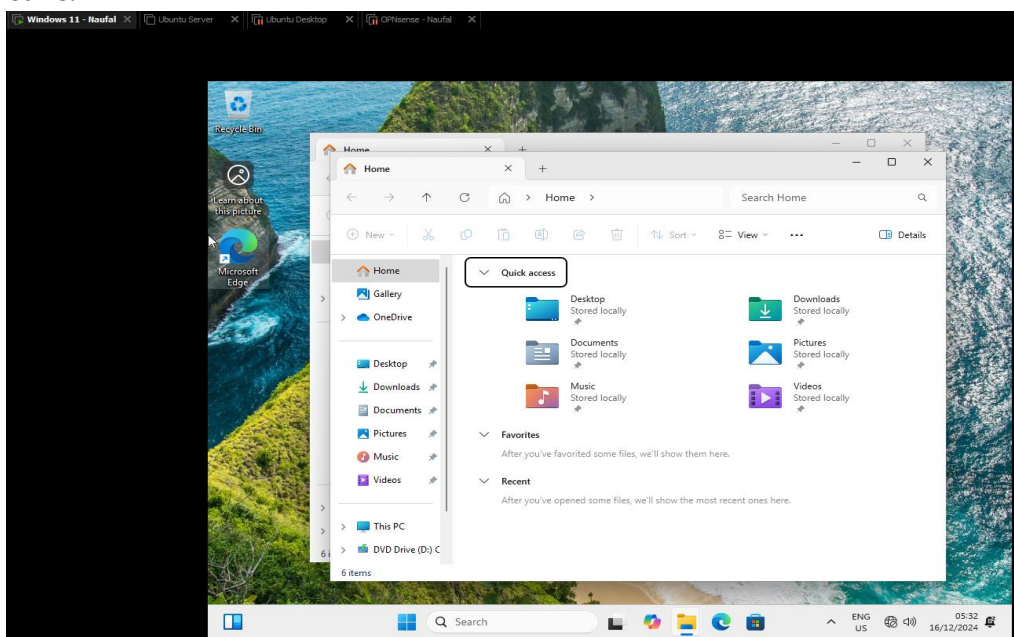 Windows 11 - Naufal
Ubuntu Server
Ubuntu Desktop
OPNsense - Naufal
Recycle Bin
Learn about
this picture
Microsoft
Edge
Home
Home
Home
Search Home
New
Sort
View
Details
Home
Gallery
OneDrive
Desktop
Downloads
Documents
Pictures
Music
Videos
This PC
DVD Drive (D:) C
6 items
Quick access
Desktop
Stored locally
Downloads
Stored locally
Documents
Stored locally
Pictures
Stored locally
Music
Stored locally
Videos
Stored locally
Favorites
After you've favorited some files, we'll show them here.
Recent
After you've opened some files, we'll show the most recent ones here.
Search
ENG
US
05:32
16/12/2024